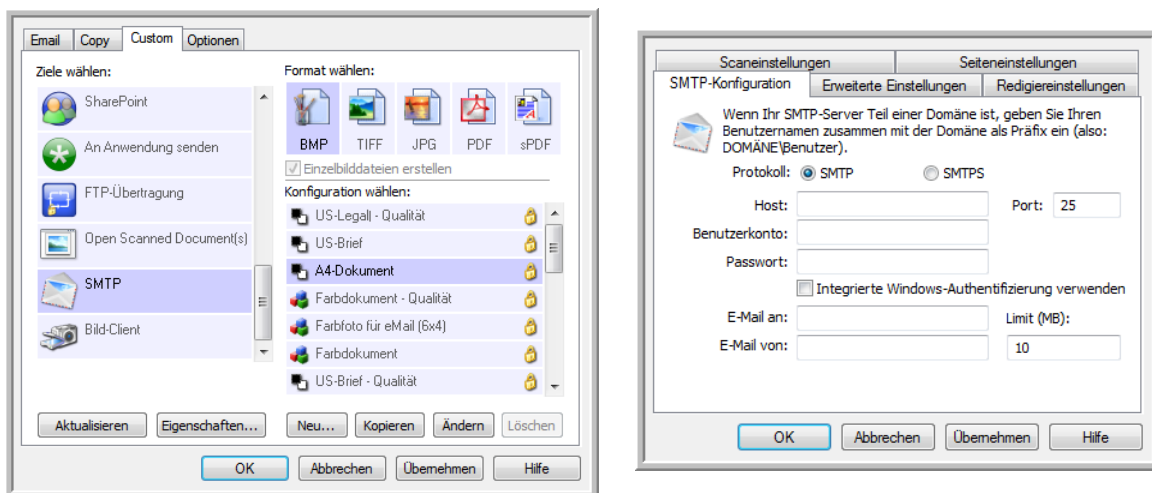 Email Copy Custom Optionen
Ziele wählen:
SharePoint
An Anwendung senden
FTP-Übertragung
Open Scanned Document(s)
SMTP
Bild-Client
Aktualisieren Eigenschaften...
Format wählen:
BMP TIFF JPG PDF sPDF
Einzelbilddateien erstellen
Konfiguration wählen:
US-Legall - Qualität
US-Brief
A4-Dokument
Farbdokument - Qualität
Farbfoto für eMail (6x4)
Farbdokument
US-Brief - Qualität
Neu... Kopieren Ändern Löschen
OK Abbrechen Übernehmen Hilfe
Scaneinstellungen Seiteneinstellungen
SMTP-Konfiguration Erweiterte Einstellungen Redigiereinstellungen
Wenn Ihr SMTP-Server Teil einer Domäne ist, geben Sie Ihren
Benutzernamen zusammen mit der Domäne als Präfix ein (also:
DOMÄNE\Benutzer).
Protokoll: SMTP SMTPS
Host: Port: 25
Benutzerkonto:
Passwort:
Integrierte Windows-Authentifizierung verwenden
E-Mail an: Limit (MB):
E-Mail von: 10
OK Abbrechen Übernehmen Hilfe